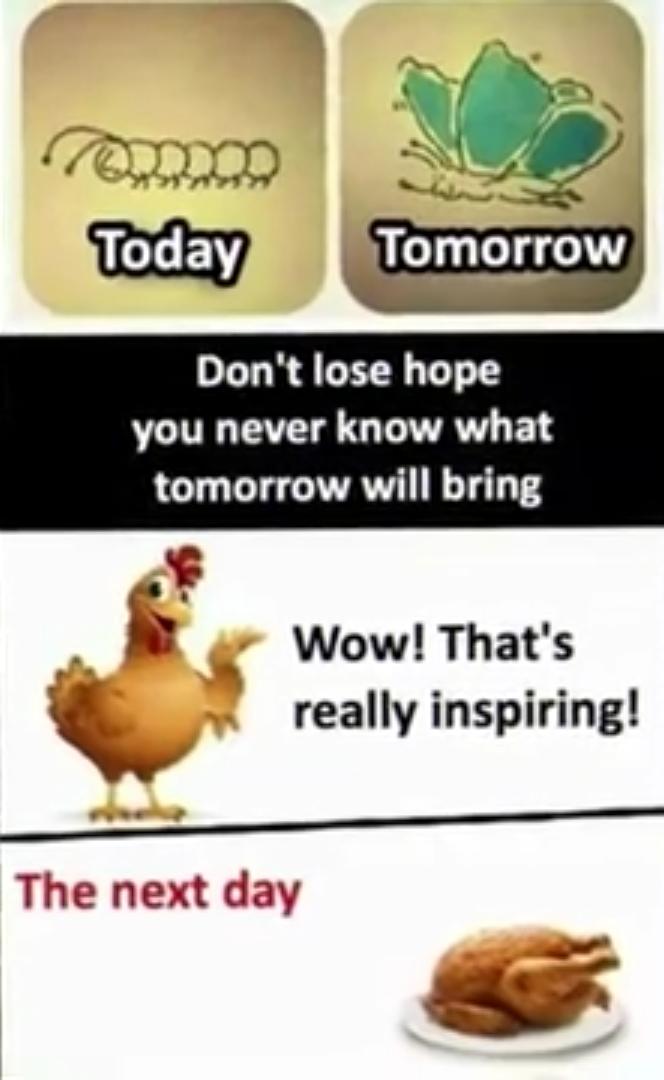 Today
Tomorrow
Don't lose hope
you never know what
tomorrow will bring
Wow! That's
really inspiring!
The next day